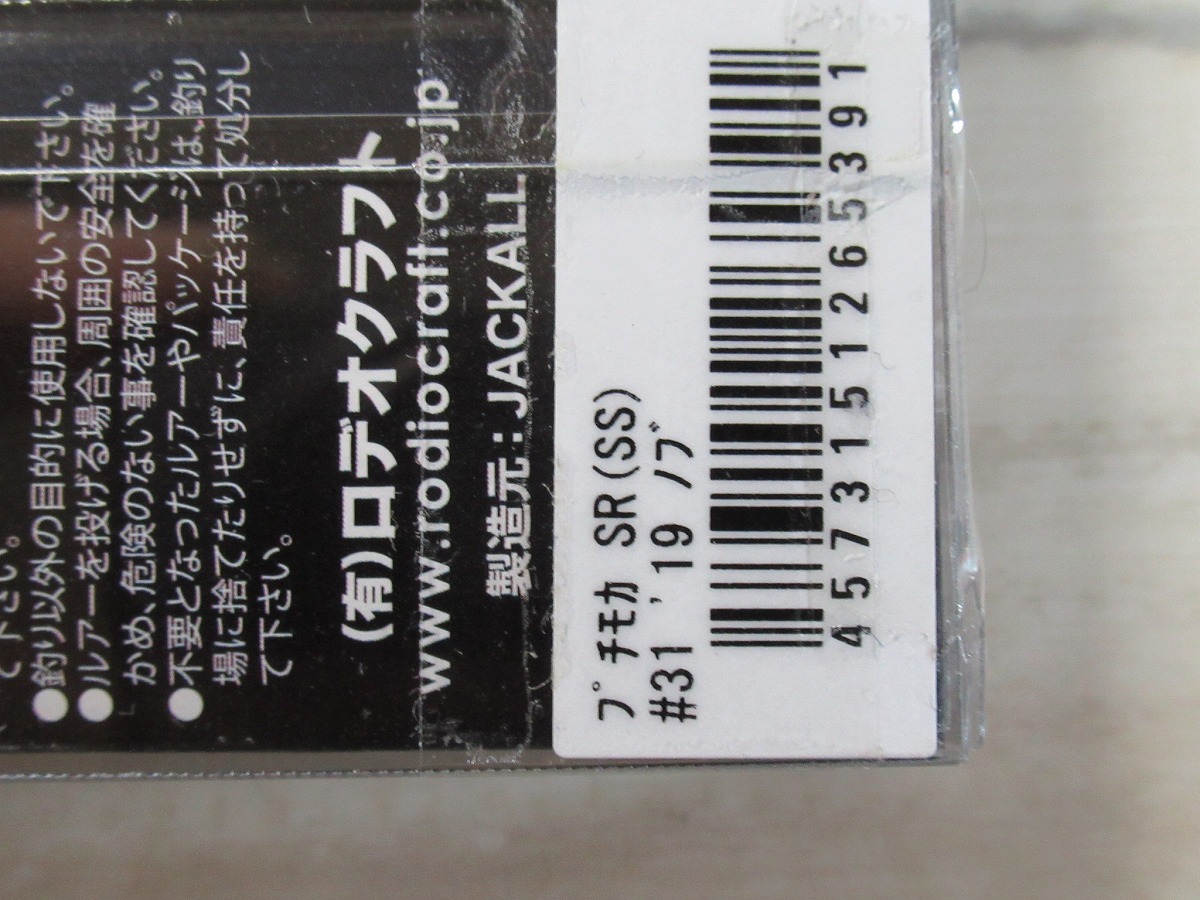 て下さい。
●釣り以外の目的に使用しないで下さい。
●ルアーを投げる場合、周囲の安全を確
かめ、危険のない事を確認してください。
●不要となったルアーやパッケージは、釣り
場に捨てたりせずに、責任を持って処分し
て下さい。
(有)ロデオクラフト
www.rodiocraft.co.jp
製造元：JACKALL
ﾌﾟﾁﾓｶ SR(SS)
#31 '19 ﾉﾌﾞ
4573151265391